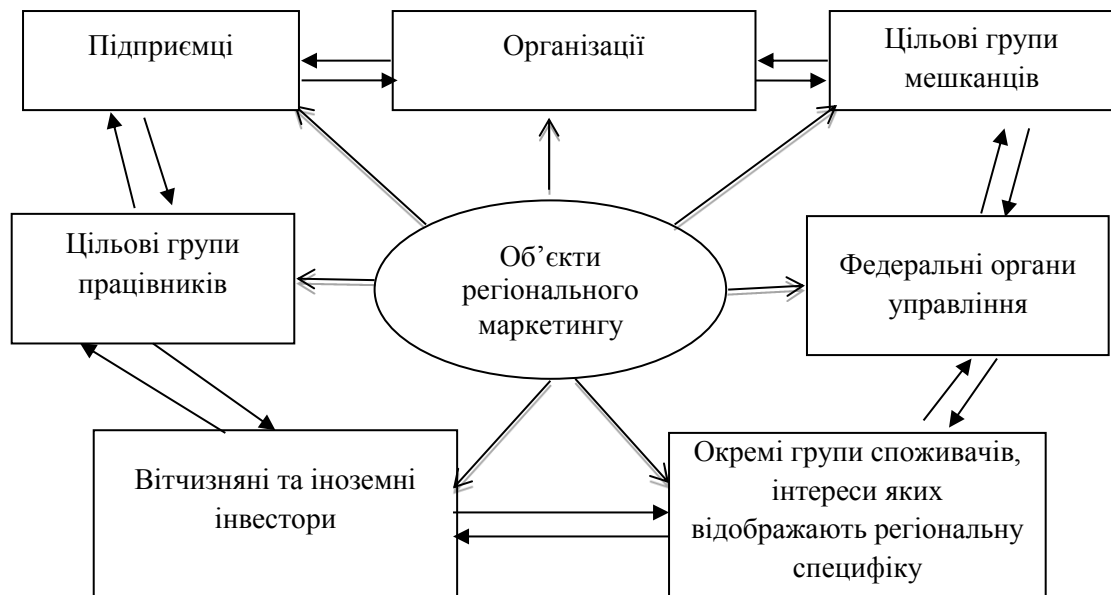 Підприємці
Організації
Цільові групи
мешканців
Цільові групи
працівників
Об’єкти
регіонального
маркетингу
Федеральні органи
управління
Вітчизняні та іноземні
інвестори
Окремі групи споживачів,
інтереси яких
відображають регіональну
специфіку